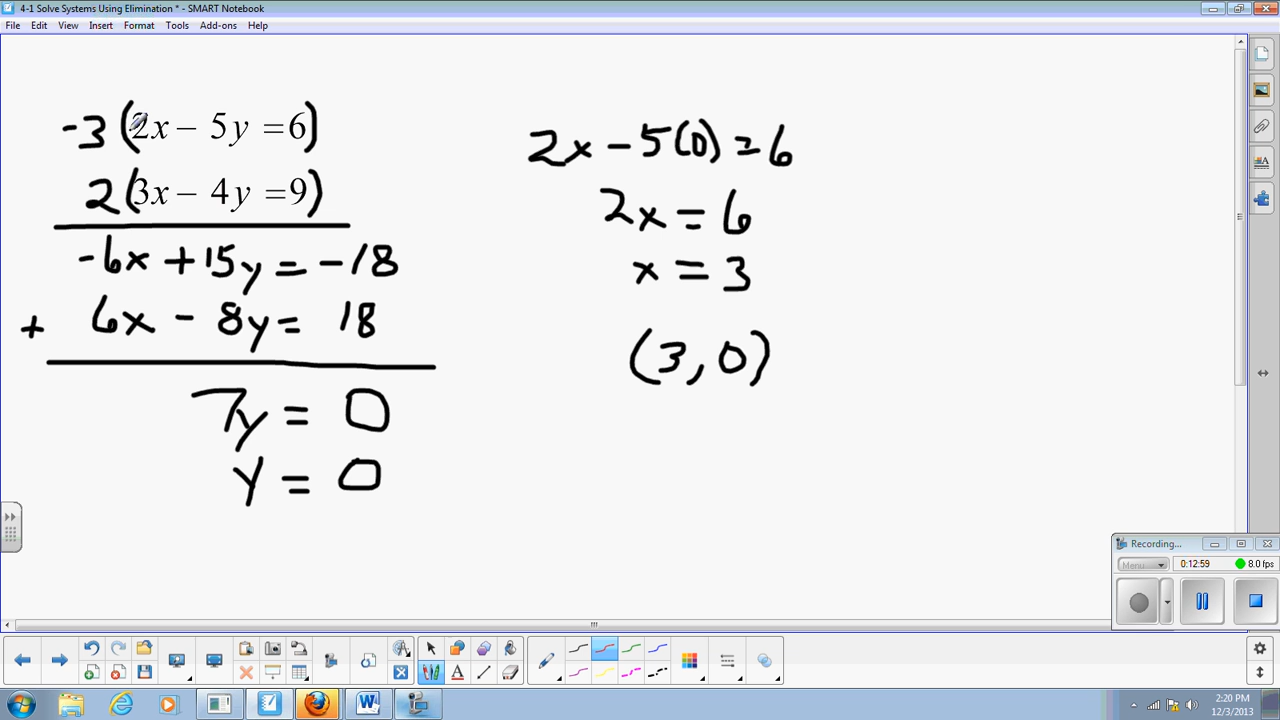 4-1 Solve Systems Using Elimination * - SMART Notebook
File Edit View Insert Format Tools Add-ons Help
-3 (2x − 5y = 6)
2 (3x − 4y = 9)
-6x + 15y = -18
+ 6x - 8y = 18
7y = 0
y = 0
2x - 5(0) = 6
2x = 6
x = 3
(3, 0)
Recording...
Menu
0:12:59
8.0 fps
2:20 PM
12/3/2013